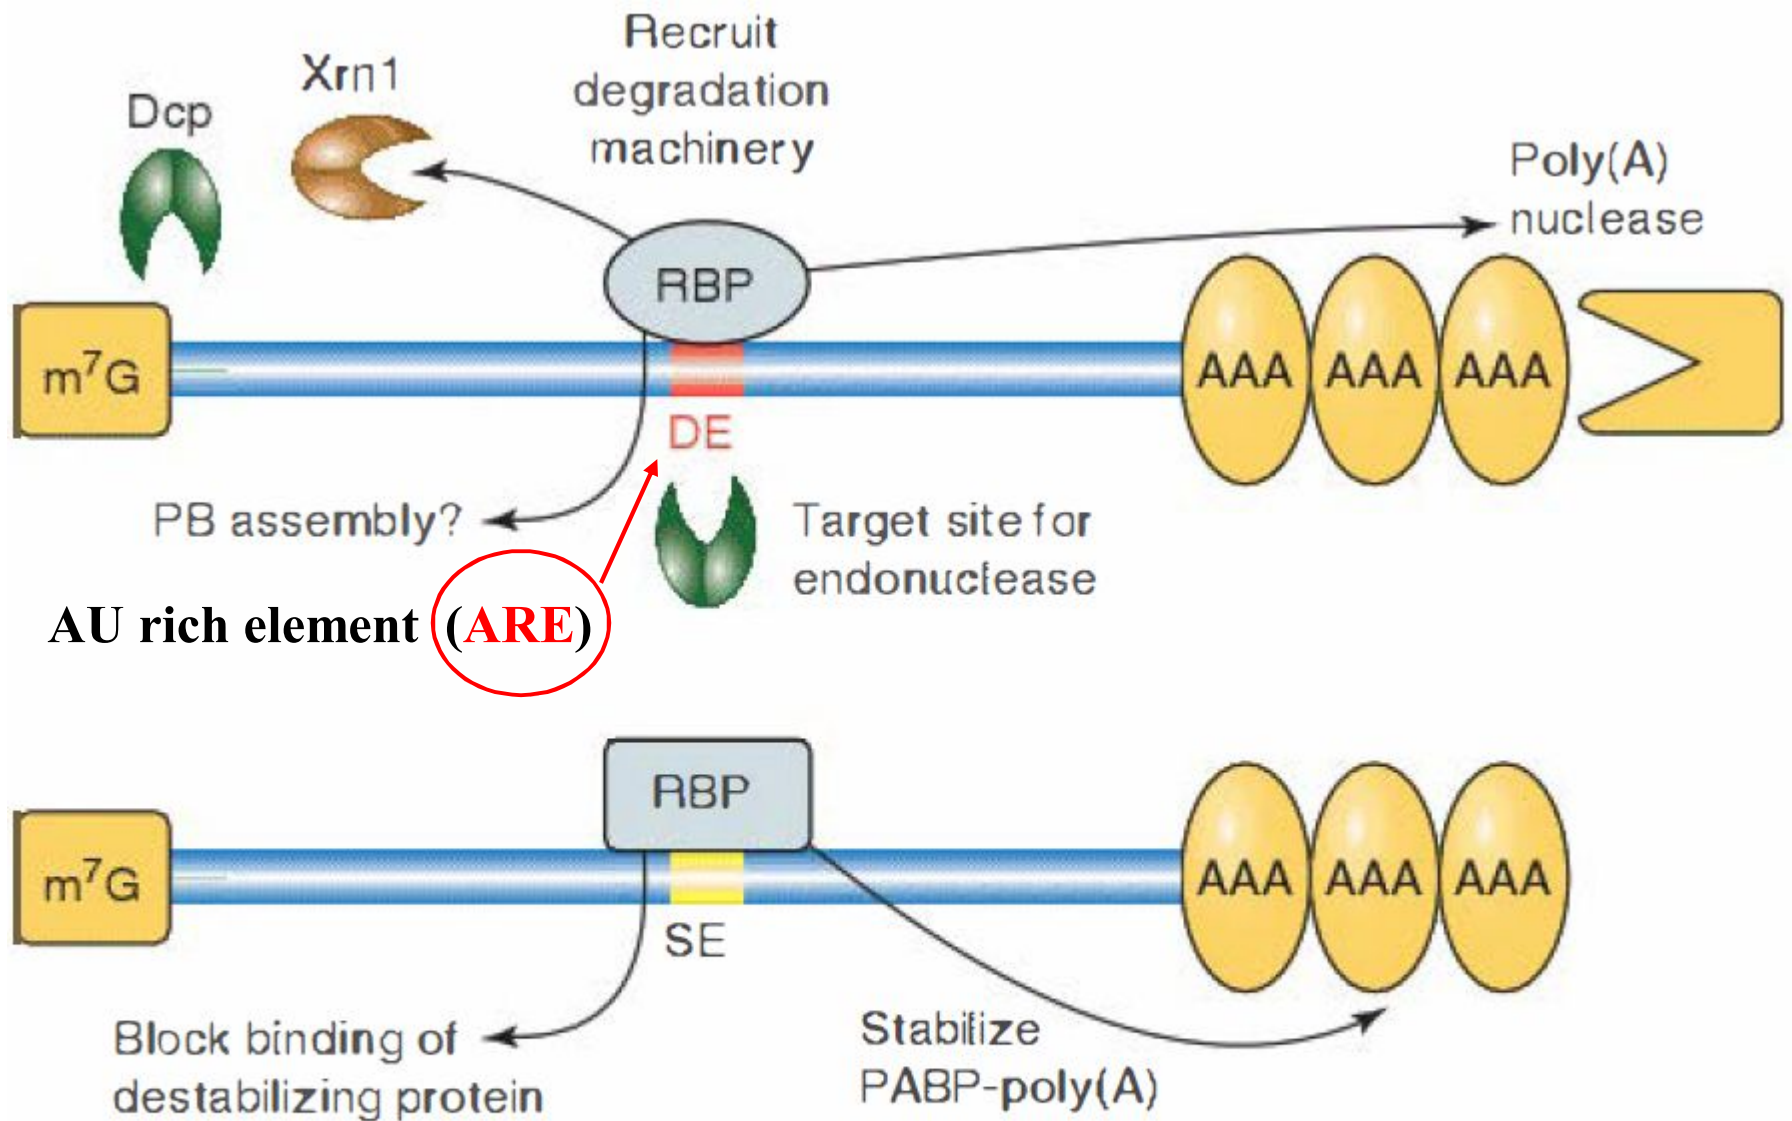 Recruit
degradation
machinery
Xrn1
Dcp
Poly(A)
nuclease
RBP
m⁷G
AAA AAA AAA
DE
PB assembly?
Target site for
endonuclease
AU rich element (ARE)
RBP
m⁷G
AAA AAA AAA
SE
Block binding of
destabilizing protein
Stabilize
PABP-poly(A)